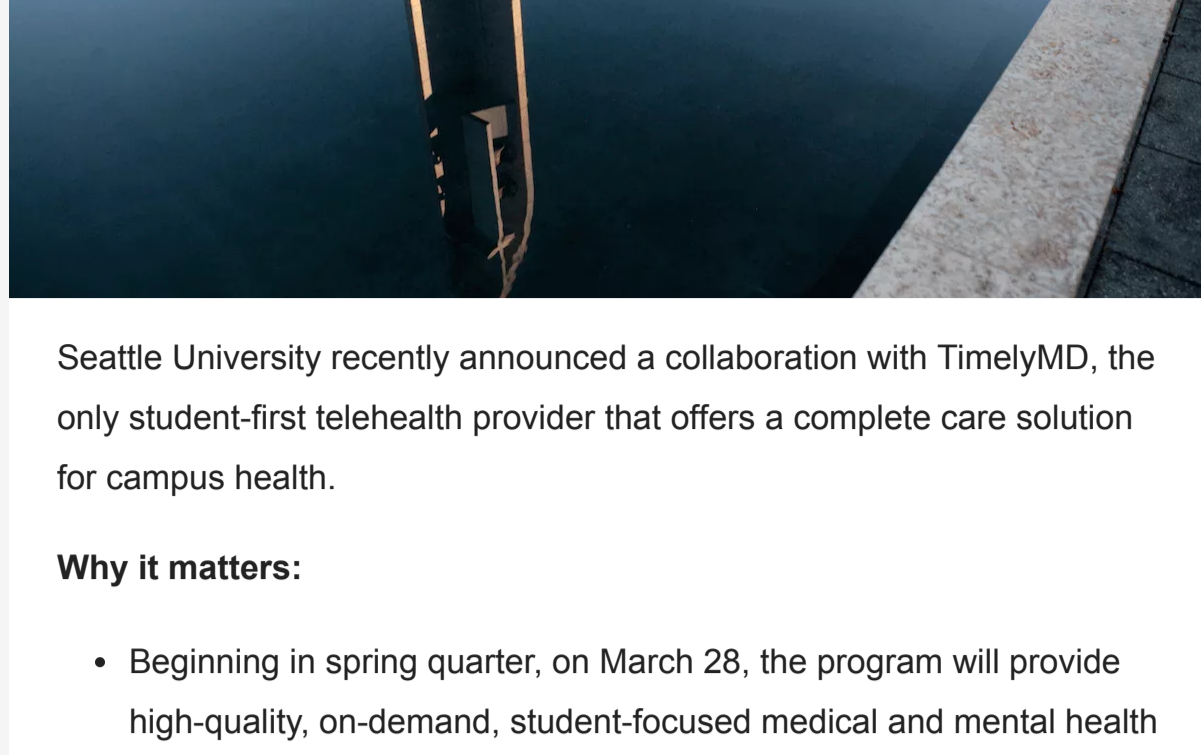 Seattle University recently announced a collaboration with TimelyMD, the
only student-first telehealth provider that offers a complete care solution
for campus health.
Why it matters:
• Beginning in spring quarter, on March 28, the program will provide
high-quality, on-demand, student-focused medical and mental health